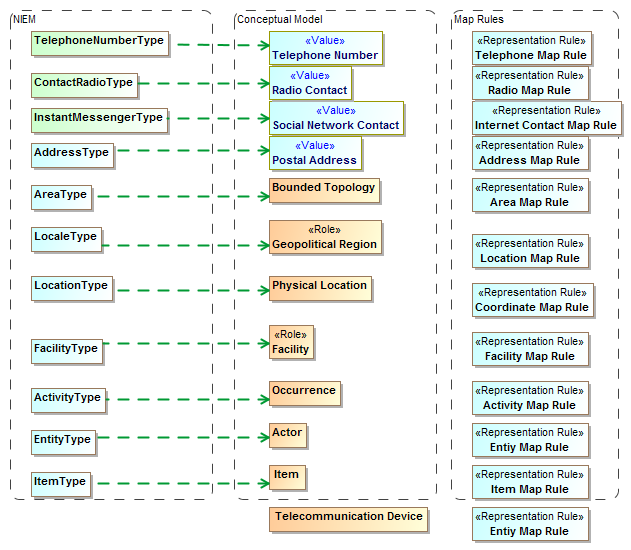 NIEM
TelephoneNumberType
ContactRadioType
InstantMessengerType
AddressType
AreaType
LocaleType
LocationType
FacilityType
ActivityType
EntityType
ItemType
Conceptual Model
«Value»
Telephone Number
«Value»
Radio Contact
«Value»
Social Network Contact
«Value»
Postal Address
Bounded Topology
«Role»
Geopolitical Region
Physical Location
«Role»
Facility
Occurrence
Actor
Item
Telecommunication Device
Map Rules
«Representation Rule»
Telephone Map Rule
«Representation Rule»
Radio Map Rule
«Representation Rule»
Internet Contact Map Rule
«Representation Rule»
Address Map Rule
«Representation Rule»
Area Map Rule
«Representation Rule»
Location Map Rule
«Representation Rule»
Coordinate Map Rule
«Representation Rule»
Facility Map Rule
«Representation Rule»
Activity Map Rule
«Representation Rule»
Entiy Map Rule
«Representation Rule»
Item Map Rule
«Representation Rule»
Entiy Map Rule